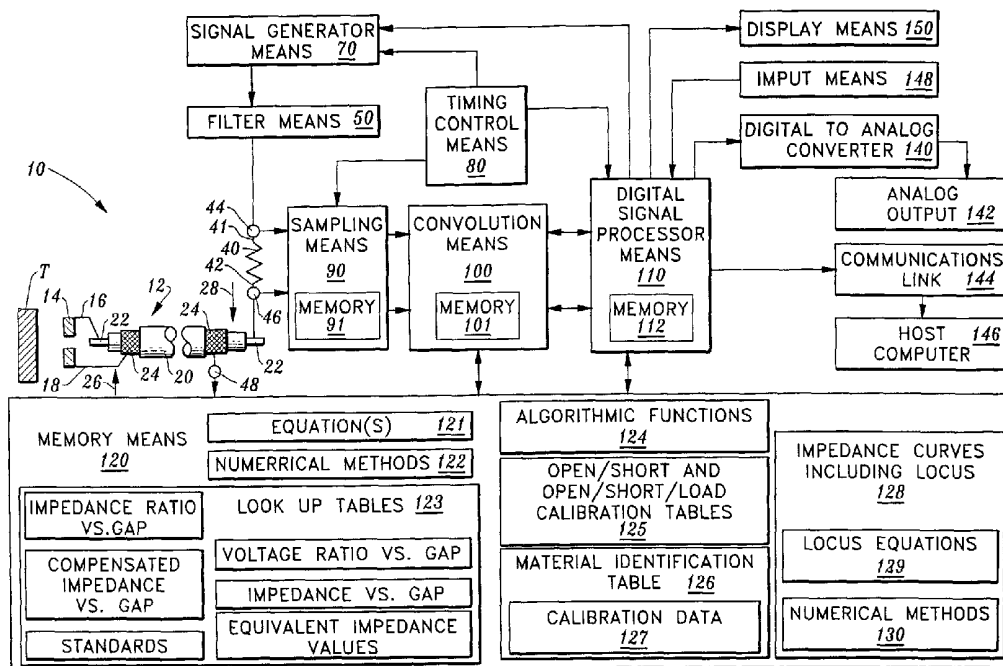 SIGNAL GENERATOR
MEANS 70
FILTER MEANS 50
TIMING
CONTROL
MEANS
80
DISPLAY MEANS 150
IMPUT MEANS 148
DIGITAL TO ANALOG
CONVERTER 140
ANALOG
OUTPUT 142
COMMUNICATIONS
LINK 144
HOST
COMPUTER 146
10
44
41
40
42
46
SAMPLING
MEANS
90
MEMORY
91
CONVOLUTION
MEANS
100
MEMORY
101
DIGITAL
SIGNAL
PROCESSOR
MEANS
110
MEMORY
112
T
14
16
12
22
28
24
22
18
26
24
20
48
MEMORY MEANS
120
EQUATION(S) 121
NUMERRICAL METHODS 122
IMPEDANCE RATIO
VS.GAP
LOOK UP TABLES 123
COMPENSATED
IMPEDANCE
VS. GAP
VOLTAGE RATIO VS. GAP
IMPEDANCE VS. GAP
STANDARDS
EQUIVALENT IMPEDANCE
VALUES
ALGORITHMIC FUNCTIONS
124
OPEN/SHORT AND
OPEN/SHORT/LOAD
CALIBRATION TABLES
125
MATERIAL IDENTIFICATION
TABLE 126
CALIBRATION DATA
127
IMPEDANCE CURVES
INCLUDING LOCUS
128
LOCUS EQUATIONS
129
NUMERICAL METHODS
130